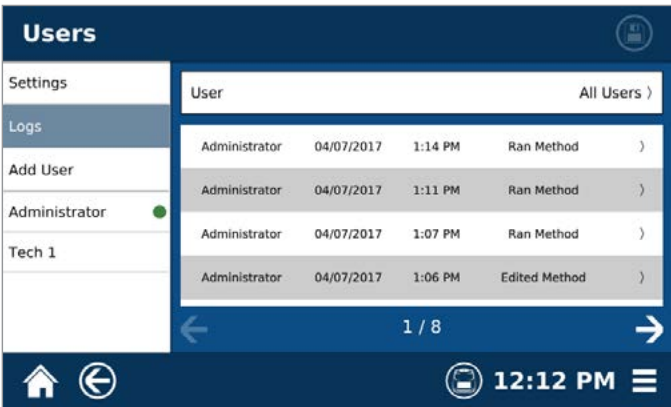 Users
Settings
Logs
Add User
Administrator
Tech 1
User All Users 〉
Administrator 04/07/2017 1:14 PM Ran Method 〉
Administrator 04/07/2017 1:11 PM Ran Method 〉
Administrator 04/07/2017 1:07 PM Ran Method 〉
Administrator 04/07/2017 1:06 PM Edited Method 〉
1 / 8
12:12 PM